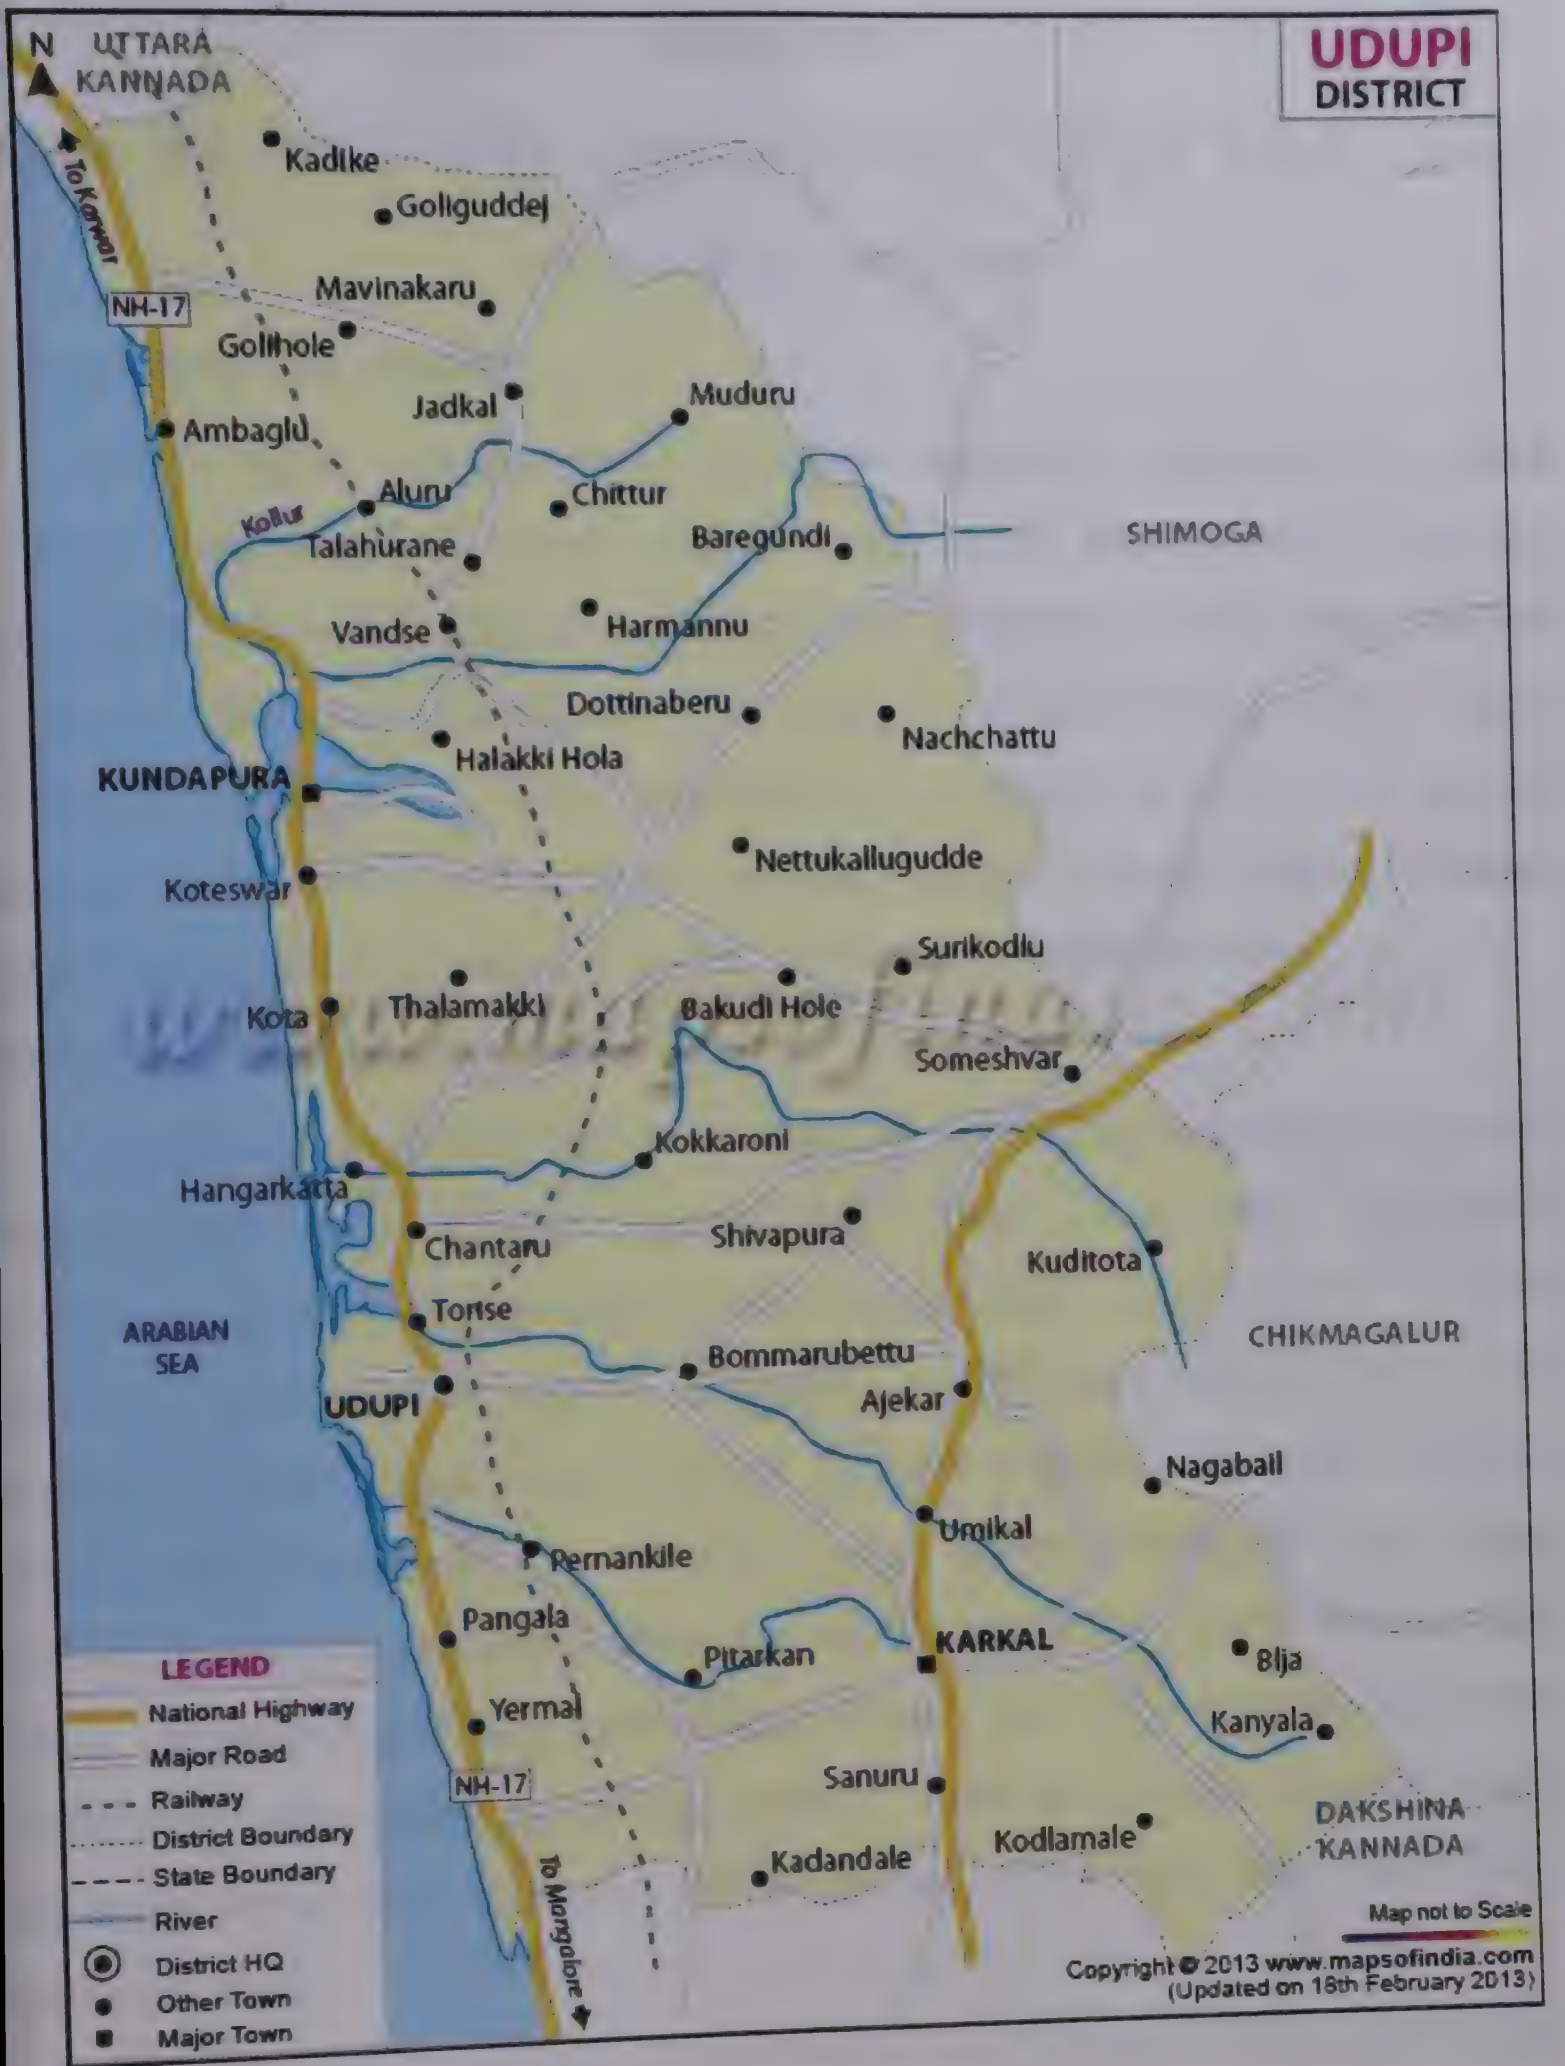 N
UTTARA
KANNADA
UDUPI
DISTRICT
To Karwar
Kadike
Goliguddej
Mavinakaru
NH-17
Golihole
Jadkal
Muduru
Ambaglu
Aluru
Chittur
Kollur
Talahurane
Baregundi
SHIMOGA
Vandse
Harmannu
Dottinaberu
Nachchattu
Halakki Hola
KUNDAPURA
Nettukallugudde
Koteswar
Surikodlu
Thalamakki
Bakudi Hole
Kota
Someshvar
Kokkaroni
Hangarkatta
Shivapura
Chantaru
Kuditota
Tonse
ARABIAN
SEA
CHIKMAGALUR
Bommarubettu
Ajekar
UDUPI
Nagabail
Umikal
Pernankile
Pangala
KARKAL
Pitarkan
Bija
Yermal
Kanyala
NH-17
Sanuru
DAKSHINA
KANNADA
Kodlamale
Kadandale
To Mangalore
LEGEND
National Highway
Major Road
Railway
District Boundary
State Boundary
River
District HQ
Other Town
Major Town
Map not to Scale
Copyright © 2013 www.mapsofindia.com
(Updated on 18th February 2013)